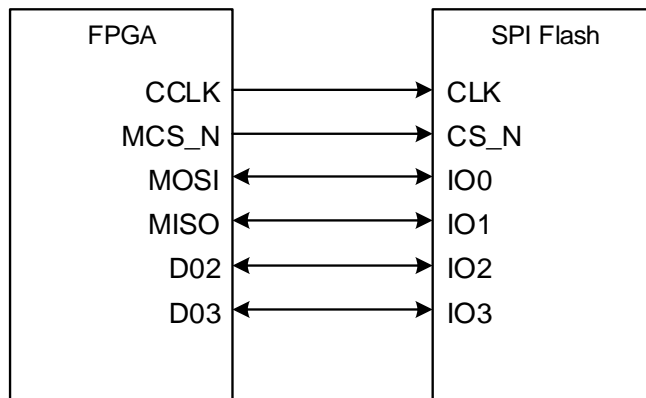 FPGA SPI Flash
CCLK CLK
MCS_N CS_N
MOSI IO0
MISO IO1
D02 IO2
D03 IO3